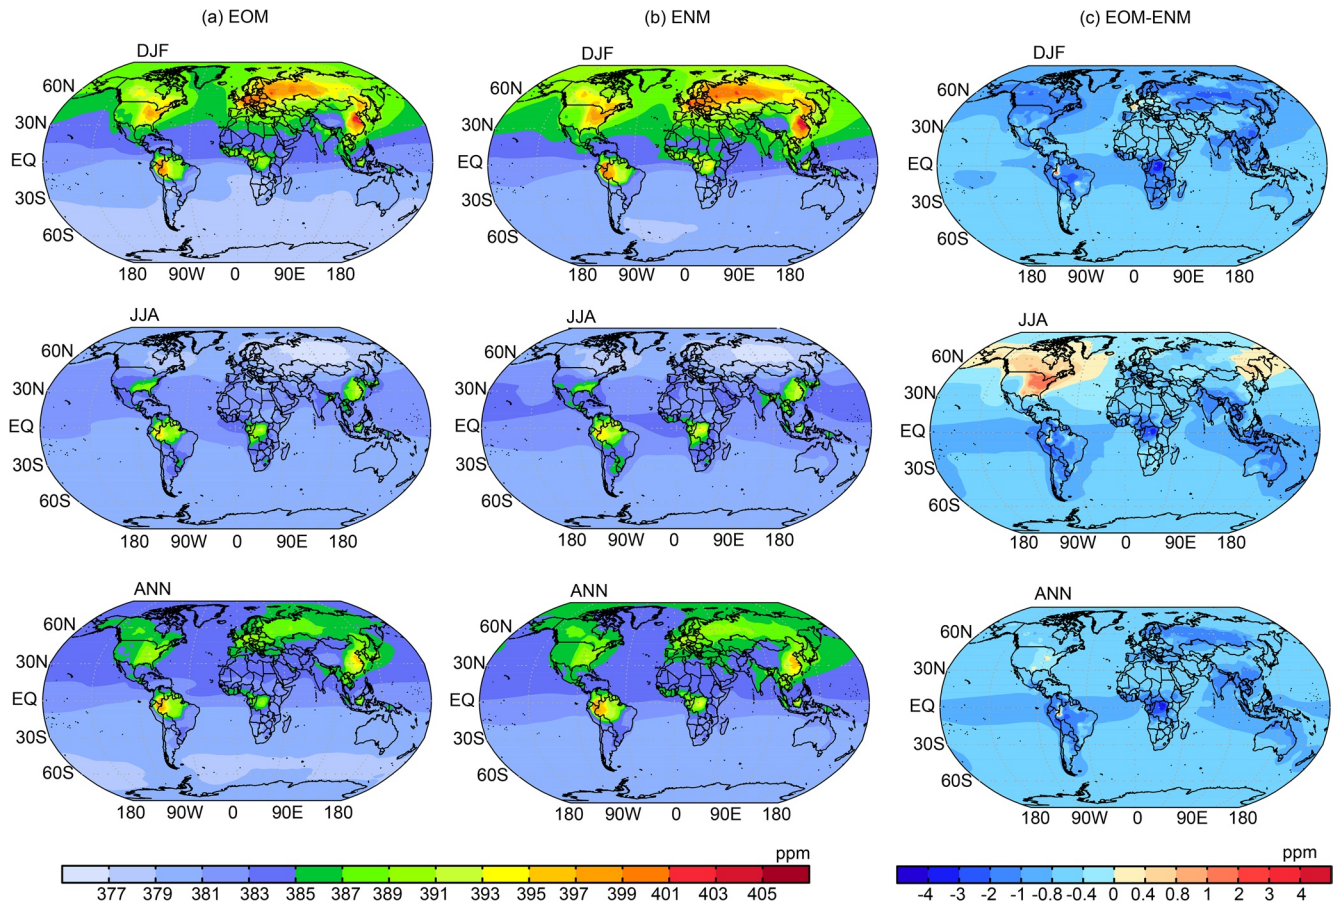 (a) EOM (b) ENM (c) EOM-ENM
DJF DJF DJF
60N 60N 60N
30N 30N 30N
EQ EQ EQ
30S 30S 30S
60S 60S 60S
180 90W 0 90E 180 180 90W 0 90E 180 180 90W 0 90E 180
JJA JJA JJA
60N 60N 60N
30N 30N 30N
EQ EQ EQ
30S 30S 30S
60S 60S 60S
180 90W 0 90E 180 180 90W 0 90E 180 180 90W 0 90E 180
ANN ANN ANN
60N 60N 60N
30N 30N 30N
EQ EQ EQ
30S 30S 30S
60S 60S 60S
180 90W 0 90E 180 180 90W 0 90E 180 180 90W 0 90E 180
ppm ppm
377 379 381 383 385 387 389 391 393 395 397 399 401 403 405 -4 -3 -2 -1 -0.8 -0.4 0 0.4 0.8 1 2 3 4